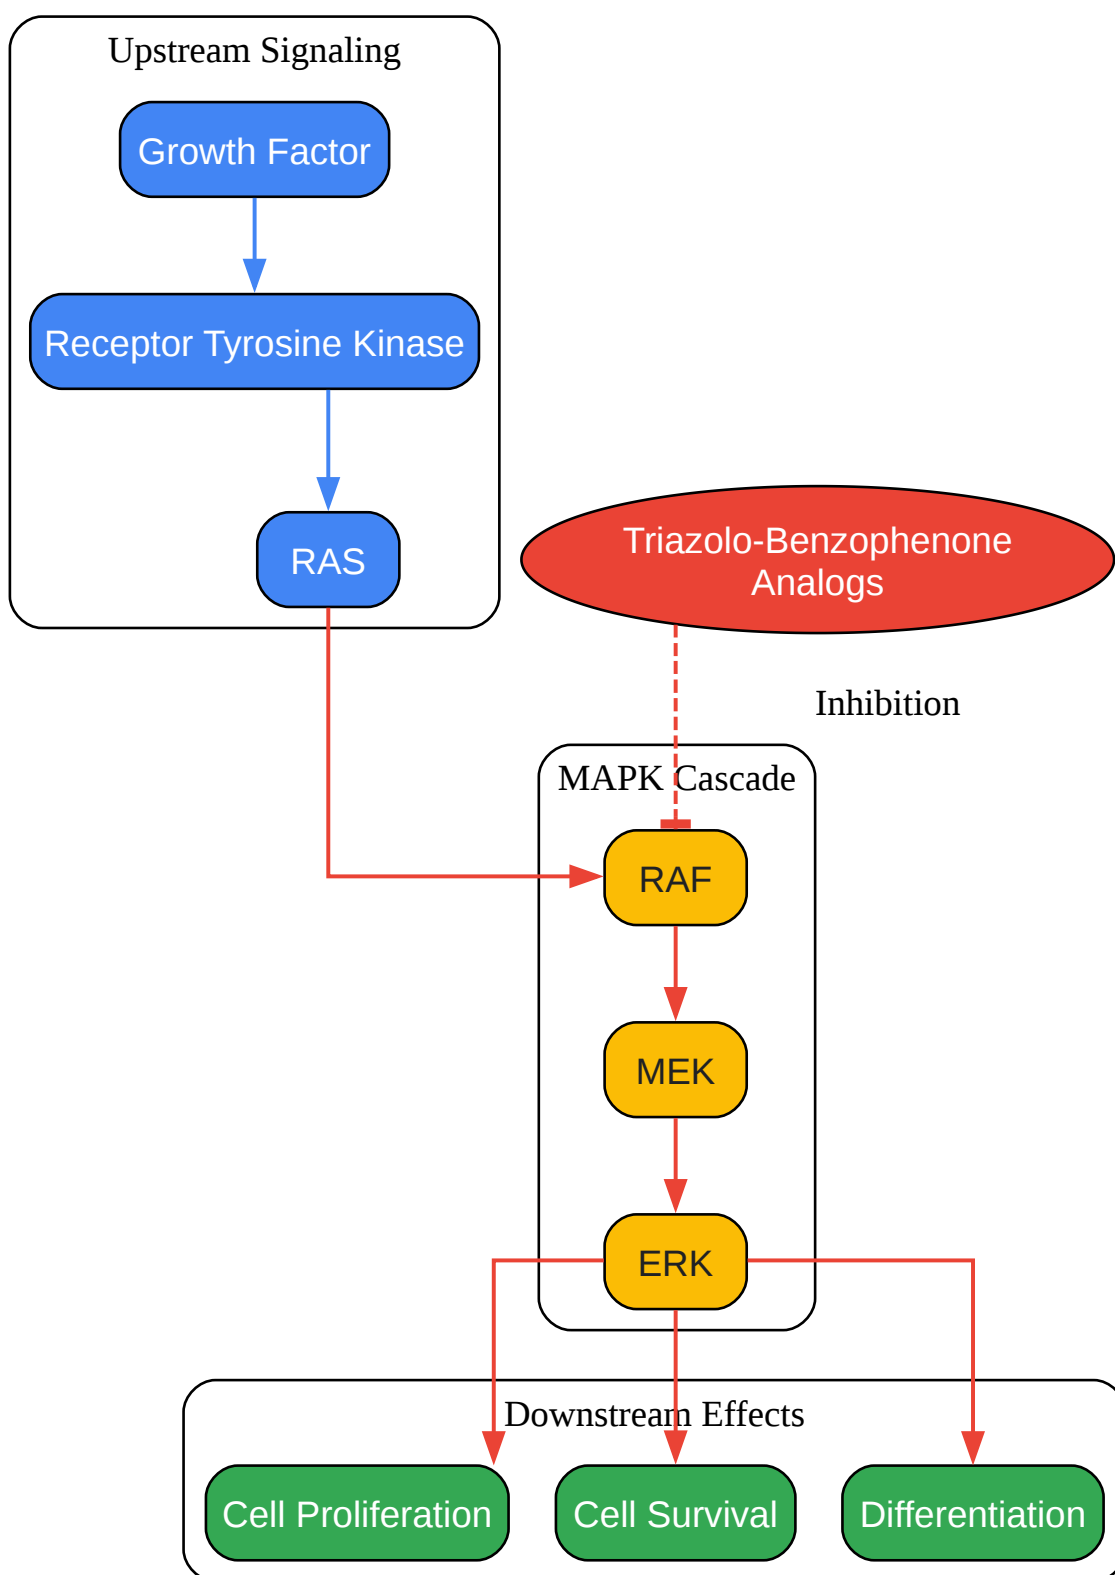 Upstream Signaling
Growth Factor
Receptor Tyrosine Kinase
RAS
Triazolo-Benzophenone
Analogs
Inhibition
MAPK Cascade
RAF
MEK
ERK
Downstream Effects
Cell Proliferation
Cell Survival
Differentiation